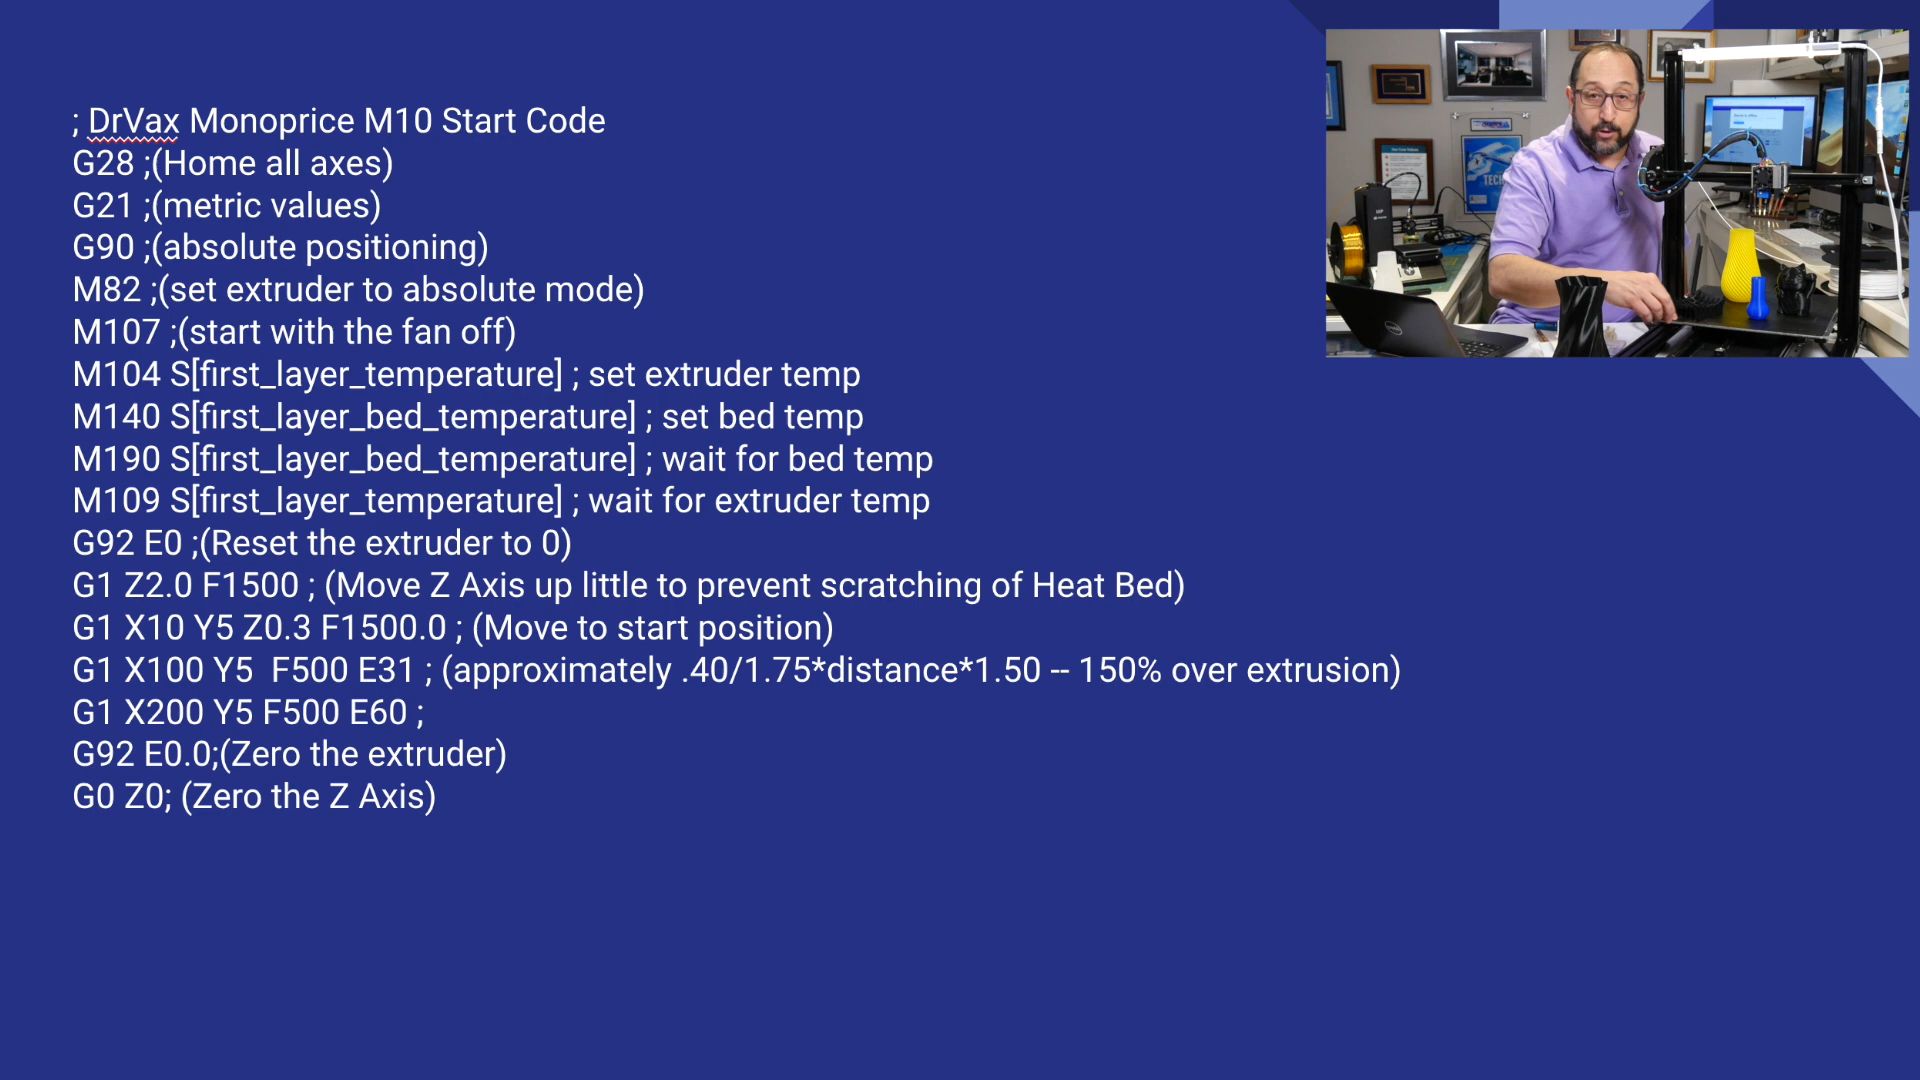 ; DrVax Monoprice M10 Start Code
G28 ;(Home all axes)
G21 ;(metric values)
G90 ;(absolute positioning)
M82 ;(set extruder to absolute mode)
M107 ;(start with the fan off)
M104 S[first_layer_temperature] ; set extruder temp
M140 S[first_layer_bed_temperature] ; set bed temp
M190 S[first_layer_bed_temperature] ; wait for bed temp
M109 S[first_layer_temperature] ; wait for extruder temp
G92 E0 ;(Reset the extruder to 0)
G1 Z2.0 F1500 ; (Move Z Axis up little to prevent scratching of Heat Bed)
G1 X10 Y5 Z0.3 F1500.0 ; (Move to start position)
G1 X100 Y5  F500 E31 ; (approximately .40/1.75*distance*1.50 -- 150% over extrusion)
G1 X200 Y5 F500 E60 ;
G92 E0.0;(Zero the extruder)
G0 Z0; (Zero the Z Axis)
TECH
DELL